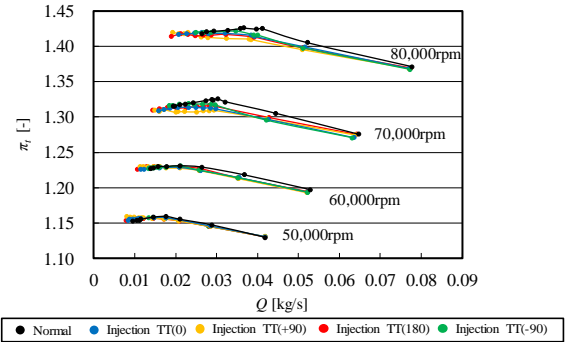 1.45
1.40
1.35
1.30
1.25
1.20
1.15
1.10
π_t [-]
80,000rpm
70,000rpm
60,000rpm
50,000rpm
0 0.01 0.02 0.03 0.04 0.05 0.06 0.07 0.08 0.09
Q [kg/s]
Normal Injection TT(0) Injection TT(+90) Injection TT(180) Injection TT(-90)